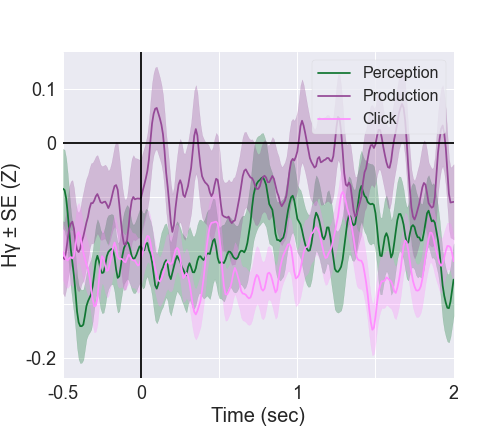 Perception
Production
Click
0.1
0
-0.2
Hγ ± SE (Z)
-0.5
0
1
2
Time (sec)